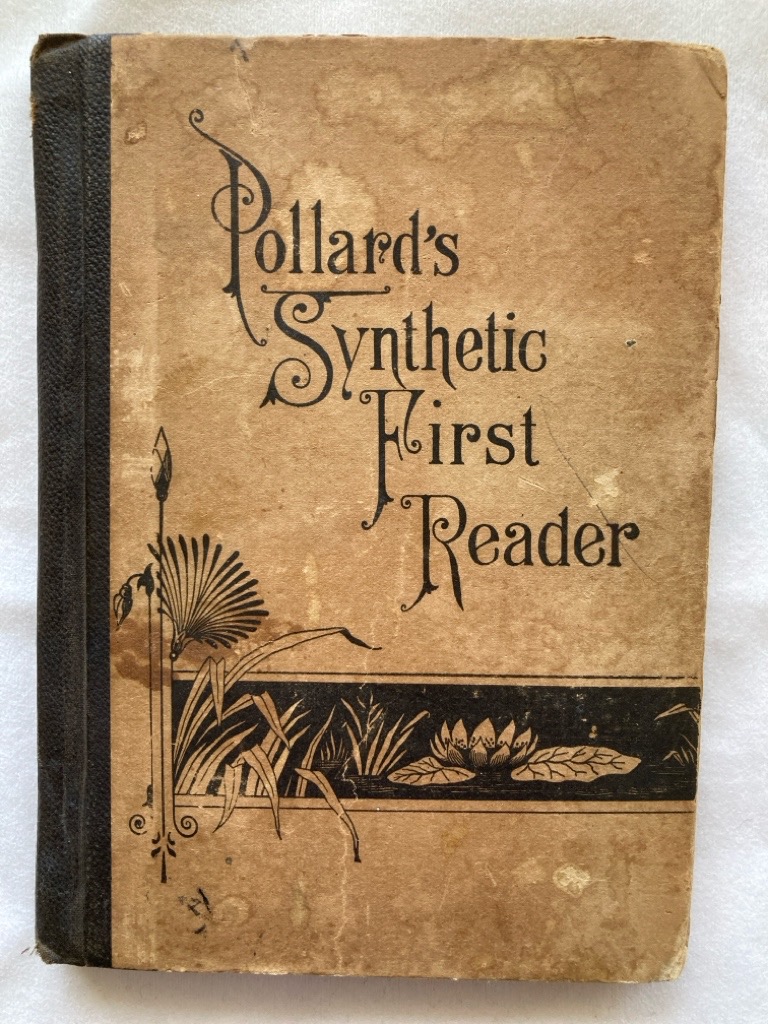 Pollard's
Synthetic
First
Reader